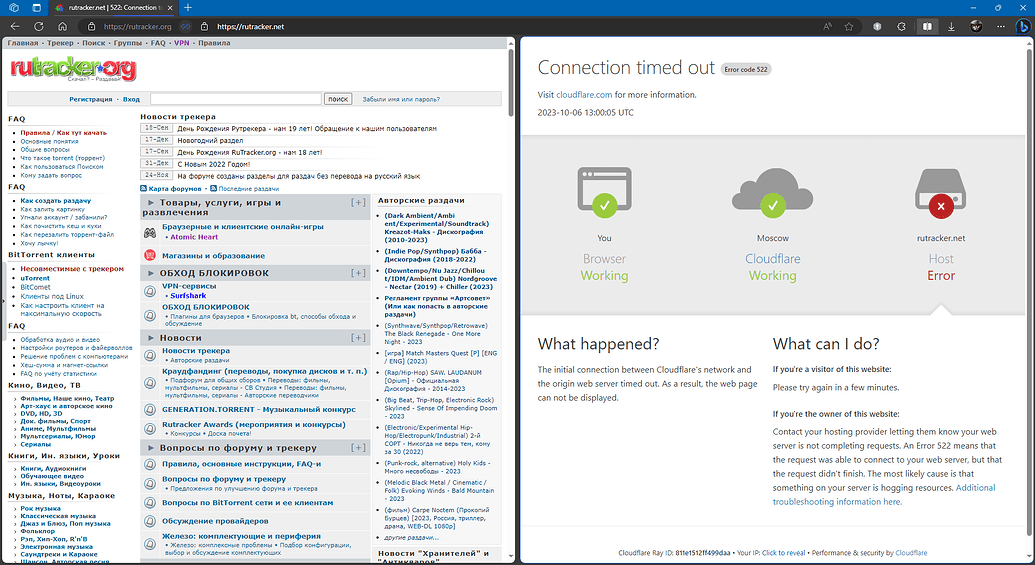 rutracker.net | 522: Connection t
https://rutracker.org
https://rutracker.net
Главная · Трекер · Поиск · Группы · FAQ · VPN · Правила
rutracker.org
Скачал? - Раздавай!
Регистрация · Вход
поиск
Забыли имя или пароль?
FAQ
Правила / Как тут качать
Основные понятия
Общие вопросы
Что такое torrent (торрент)
Как пользоваться Поиском
Кому задать вопрос
FAQ
Как создать раздачу
Как залить картинку
Угнали аккаунт / забанили?
Как почистить кеш и куки
Как перезалить торрент-файл
Хочу лычку!
BitTorrent клиенты
Несовместимые с трекером
uTorrent
BitComet
Клиенты под Linux
Как настроить клиент на
максимальную скорость
FAQ
Обработка аудио и видео
Настройки роутеров и файерволлов
Решение проблем с компьютерами
Хеш-сумма и магнет-ссылки
FAQ по учёту статистики
Кино, Видео, ТВ
Фильмы, Наше кино, Театр
Арт-хаус и авторское кино
DVD, HD, 3D
Док. фильмы, Спорт
Аниме, Мультфильмы
Мультсериалы, Юмор
Сериалы
Книги, Ин. языки, Уроки
Книги, Аудиокниги
Обучающее видео
Ин. языки, Видеоуроки
Музыка, Ноты, Караоке
Рок музыка
Классическая музыка
Джаз и Блюз, Поп музыка
Фольклор
Рэп, Хип-Хоп, R'n'B
Электронная музыка
Саундтреки и Караоке
Шансон, Авторская песня
Новости трекера
18-Сен День Рождения Рутрекера - нам 19 лет! Обращение к нашим пользователям
17-Дек Новогодний раздел
17-Сен День Рождения RuTracker.org - нам 18 лет!
31-Дек С Новым 2022 Годом!
24-Ноя На форуме созданы разделы для раздач без перевода на русский язык
Карта форумов · Последние раздачи
Товары, услуги, игры и
развлечения
[+]
Браузерные и клиентские онлайн-игры
• Atomic Heart
Магазины и образование
ОБХОД БЛОКИРОВОК [+]
VPN-сервисы
• Surfshark
ОБХОД БЛОКИРОВОК
• Плагины для браузеров • Блокировка bt, способы обхода и
обсуждение
Новости [+]
Новости трекера
• Авторские раздачи
Краудфандинг (переводы, покупка дисков и т. п.)
• Подфорум для общих сборов • Переводы: фильмы,
мультфильмы, сериалы - СВ Студия • Переводы: фильмы,
мультфильмы, сериалы - Авторские переводчики
GENERATION.TORRENT - Музыкальный конкурс
Rutracker Awards (мероприятия и конкурсы)
• Конкурсы • Доска почета!
Вопросы по форуму и трекеру [+]
Правила, основные инструкции, FAQ-и
Вопросы по форуму и трекеру
• Предложения по улучшению форума и трекера
Вопросы по BitTorrent сети и ее клиентам
Обсуждение провайдеров
Железо: комплектующие и периферия
• Железо: комплексные проблемы • Подбор конфигурации,
выбор и обсуждение комплектующих
Авторские раздачи
(Dark Ambient/Ambi
ent/Experimental/Soundtrack)
Kreazot-Maks - Дискография
(2010-2023)
(Indie Pop/Synthpop) Бабба -
Дискография (2018-2022)
(Downtempo/Nu Jazz/Chillou
t/IDM/Ambient Dub) Nordgroove
- Nectar (2019) + Chiller (2023)
Регламент группы «Артсовет»
(Или как попасть в авторские
раздачи)
(Synthwave/Synthpop/Retrowave)
The Black Renegade - One More
Night - 2023
[игра] Match Masters Quest [P] [ENG
/ ENG] (2023)
(Rap/Hip-Hop) SAW, LAUDANUM
[Opium] - Официальная
Дискография - 2014-2023
(Big Beat, Trip-Hop, Electronic Rock)
Skylined - Sense Of Impending Doom
- 2023
(Electronic/Experimental Hip-
Hop/Electropunk/Industrial) 2-й
СОРТ - Никогда не верь тем, кому
за 30 (2022)
(Punk-rock, alternative) Holy Kids -
Много несвободы - 2023
(Melodic Black Metal / Cinematic /
Folk) Evoking Winds - Bald Mountain
- 2023
(фильм) Carpe Noctem (Прокопий
Бурцев) [2023, Россия, триллер,
драма, WEB-DL 1080p]
другие раздачи...
Новости "Хранителей" и
"Антикваров"
Connection timed out Error code 522
Visit cloudflare.com for more information.
2023-10-06 13:00:05 UTC
You
Browser
Working
Moscow
Cloudflare
Working
rutracker.net
Host
Error
What happened?
The initial connection between Cloudflare's network and
the origin web server timed out. As a result, the web page
can not be displayed.
What can I do?
If you're a visitor of this website:
Please try again in a few minutes.
If you're the owner of this website:
Contact your hosting provider letting them know your web
server is not completing requests. An Error 522 means that
the request was able to connect to your web server, but that
the request didn't finish. The most likely cause is that
something on your server is hogging resources. Additional
troubleshooting information here.
Cloudflare Ray ID: 811e1512ff499daa • Your IP: Click to reveal • Performance & security by Cloudflare